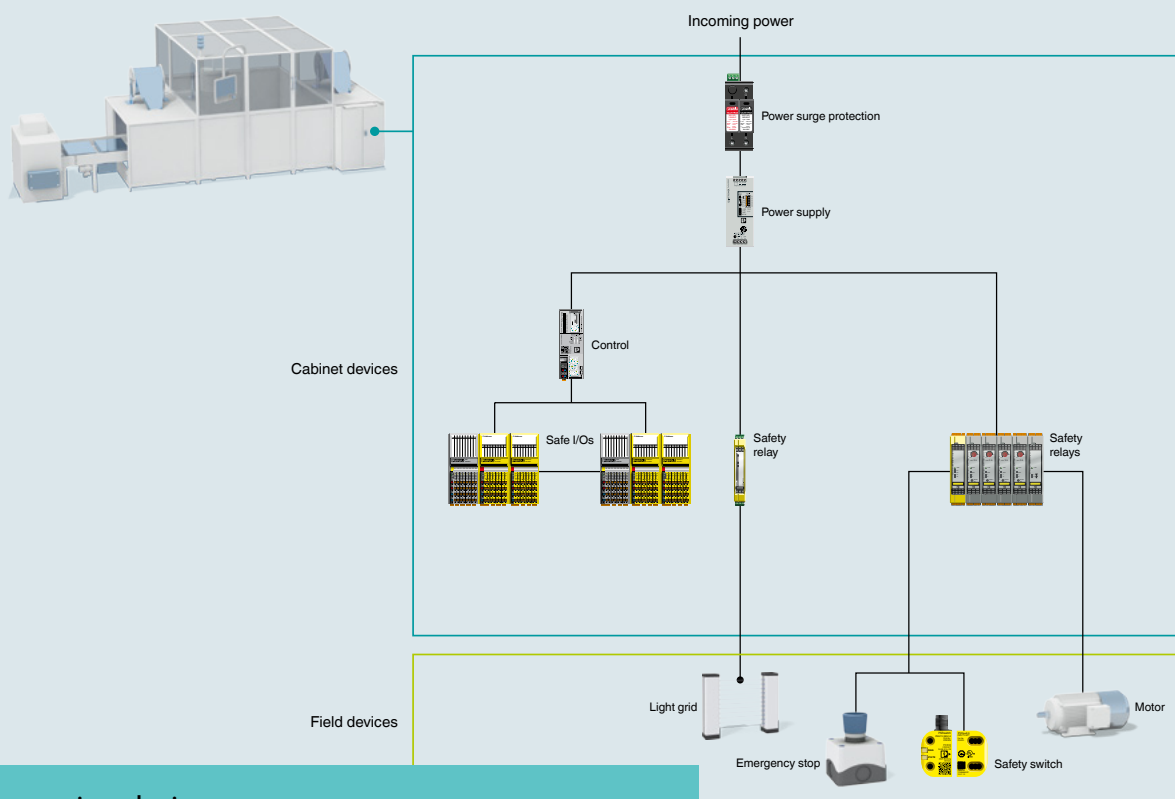 Incoming power
Power surge protection
Power supply
Control
Cabinet devices
Safe I/Os
Safety
relay
Safety
relays
Light grid
Motor
Field devices
Emergency stop
Safety switch